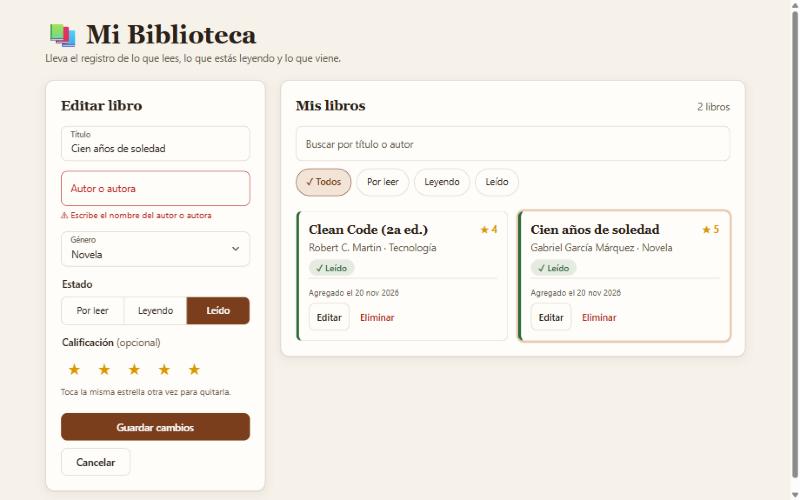 Mi Biblioteca
Lleva el registro de lo que lees, lo que estás leyendo y lo que viene.
Editar libro
Título
Cien años de soledad
Autor o autora
⚠ Escribe el nombre del autor o autora
Género
Novela
Estado
Por leer
Leyendo
Leído
Calificación (opcional)
★ ★ ★ ★ ★
Toca la misma estrella otra vez para quitarla.
Guardar cambios
Cancelar
Mis libros
2 libros
Buscar por título o autor
✓ Todos
Por leer
Leyendo
Leído
Clean Code (2a ed.)
★ 4
Robert C. Martin · Tecnología
✓ Leído
Agregado el 20 nov 2026
Editar
Eliminar
Cien años de soledad
★ 5
Gabriel García Márquez · Novela
✓ Leído
Agregado el 20 nov 2026
Editar
Eliminar